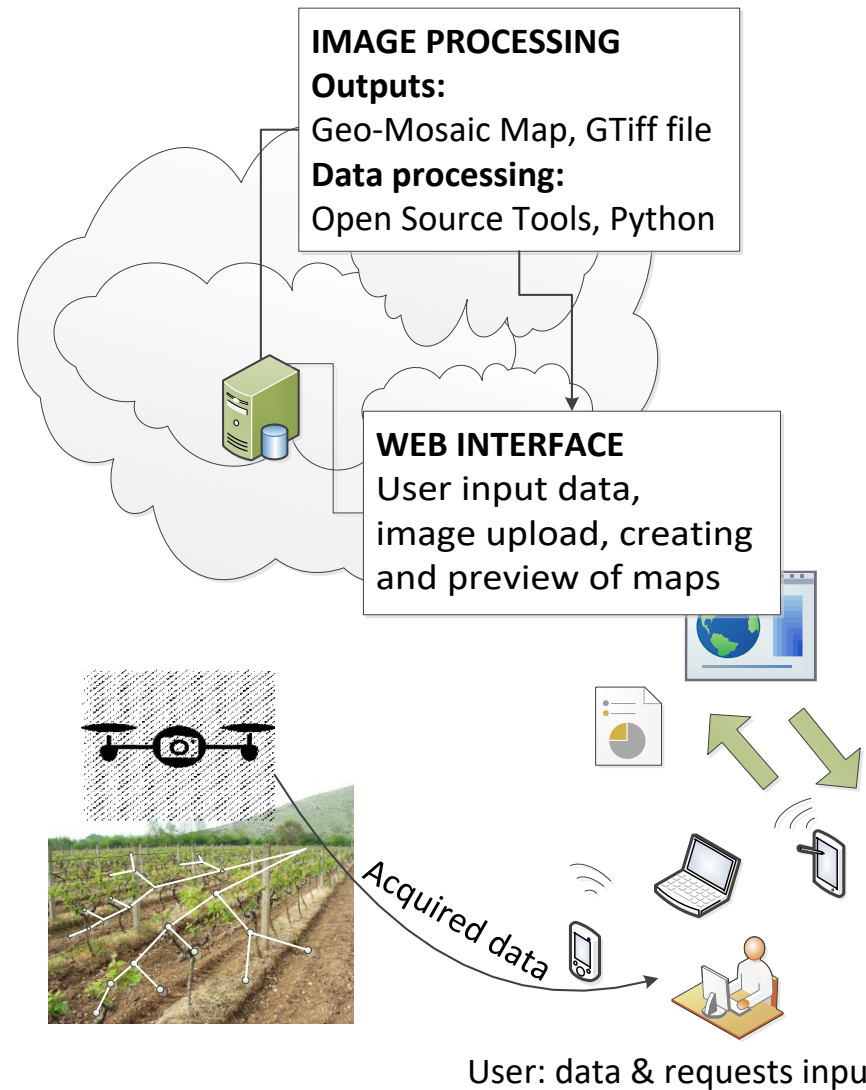 IMAGE PROCESSING
Outputs:
Geo-Mosaic Map, GTiff file
Data processing:
Open Source Tools, Python
WEB INTERFACE
User input data,
image upload, creating
and preview of maps
Acquired data
User: data & requests inpu